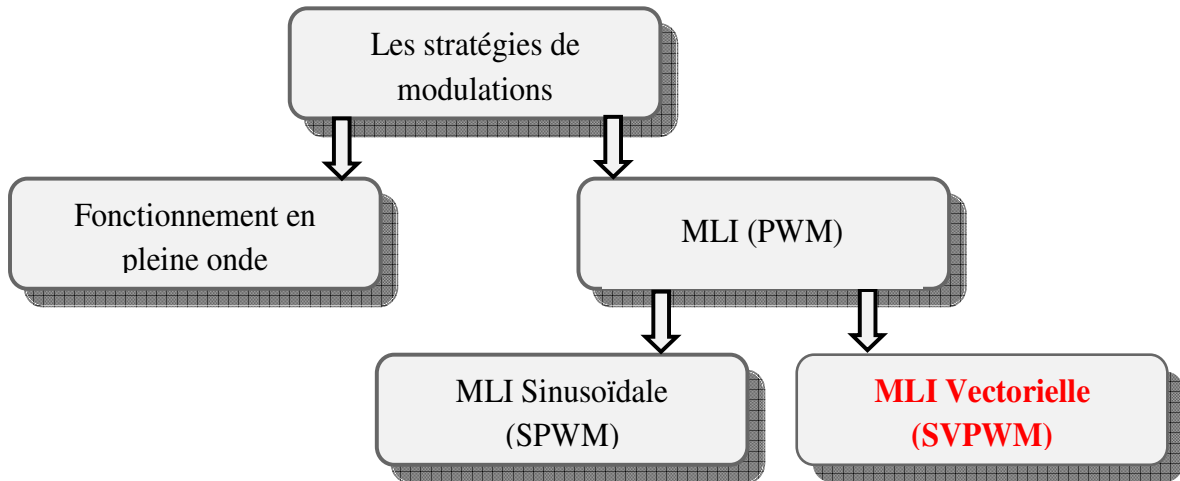 Les stratégies de
modulations
Fonctionnement en
pleine onde
MLI (PWM)
MLI Sinusoïdale
(SPWM)
MLI Vectorielle
(SVPWM)